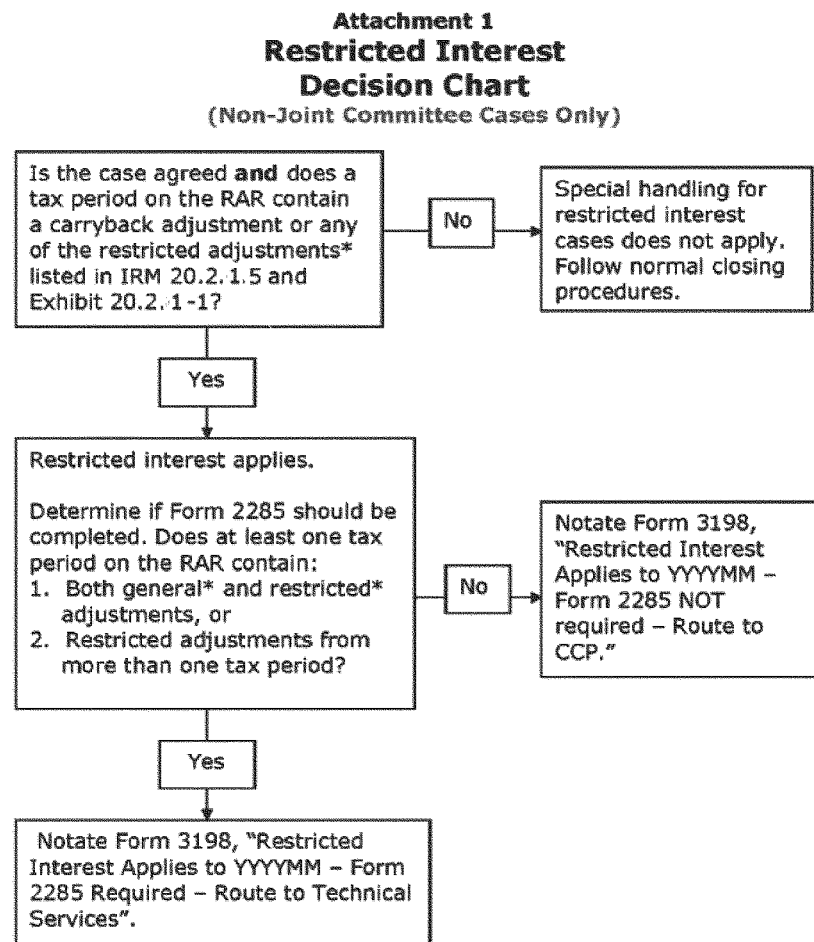 Attachment 1
Restricted Interest
Decision Chart
(Non-Joint Committee Cases Only)
Is the case agreed and does a
tax period on the RAR contain
a carryback adjustment or any
of the restricted adjustments*
listed in IRM 20.2.1.5 and
Exhibit 20.2.1-1?
No
Special handling for
restricted interest
cases does not apply.
Follow normal closing
procedures.
Yes
Restricted interest applies.
Determine if Form 2285 should be
completed. Does at least one tax
period on the RAR contain:
1. Both general* and restricted*
adjustments, or
2. Restricted adjustments from
more than one tax period?
No
Notate Form 3198,
“Restricted Interest
Applies to YYYYMM –
Form 2285 NOT
required – Route to
CCP.”
Yes
Notate Form 3198, “Restricted
Interest Applies to YYYYMM – Form
2285 Required – Route to Technical
Services”.